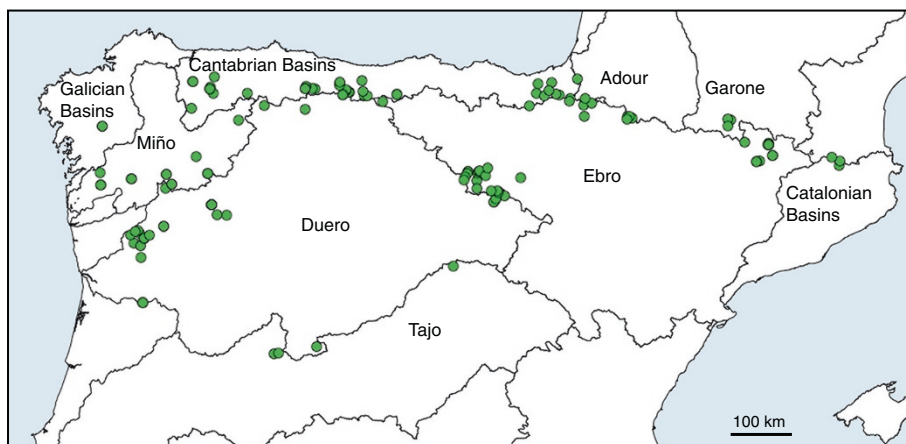 Cantabrian Basins
Galician
Basins
Adour
Garone
Miño
Ebro
Catalonian
Basins
Duero
Tajo
100 km